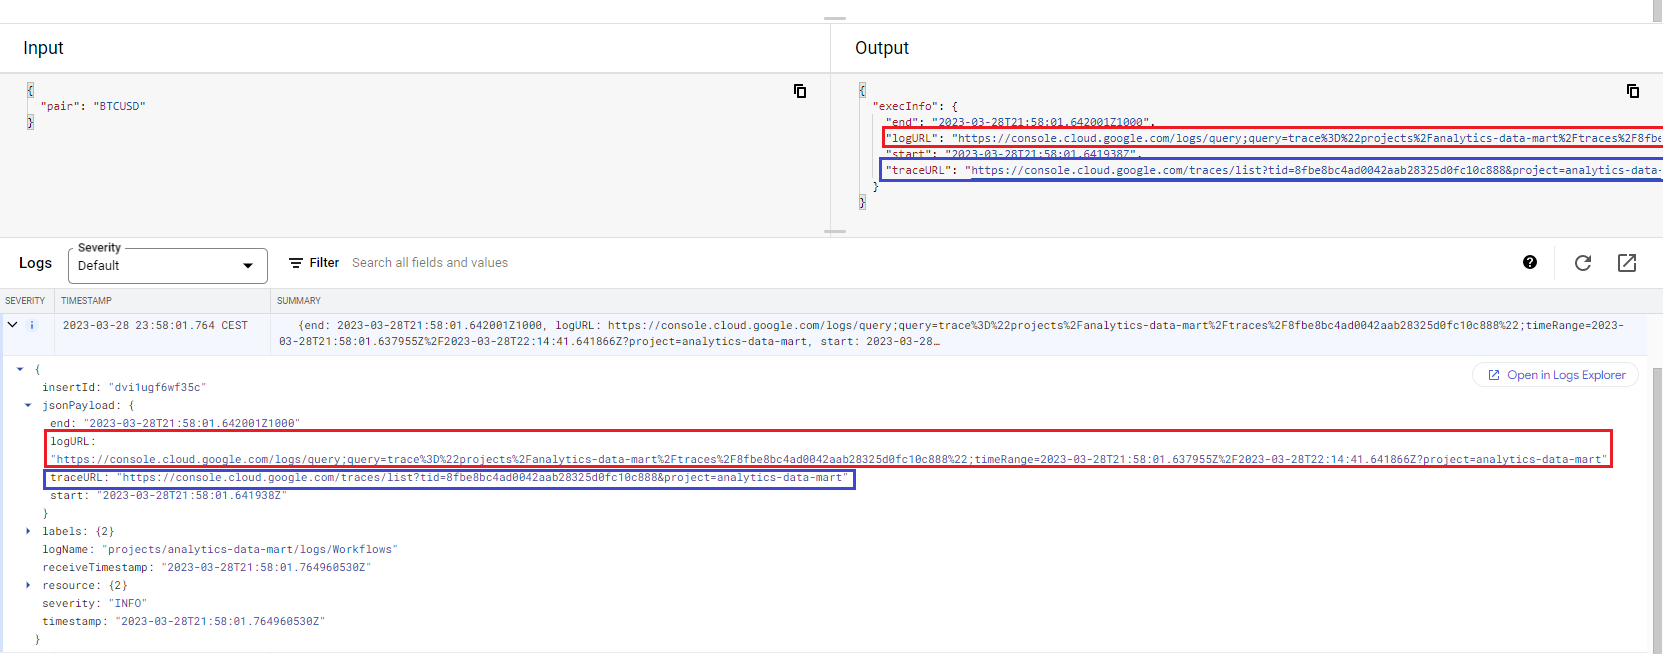 Input
Output
{
"pair": "BTCUSD"
}
{
"execInfo": {
"end": "2023-03-28T21:58:01.642001Z1000",
"logURL": "https://console.cloud.google.com/logs/query;query=trace%3D%22projects%2Fanalytics-data-mart%2Ftraces%2F8fbe
"start": "2023-03-28T21:58:01.641938Z",
"traceURL": "https://console.cloud.google.com/traces/list?tid=8fbe8bc4ad0042aab28325d0fc10c888&project=analytics-data-
}
}
Logs
Severity
Default
Filter
Search all fields and values
SEVERITY
TIMESTAMP
SUMMARY
2023-03-28 23:58:01.764 CEST
{end: 2023-03-28T21:58:01.642001Z1000, logURL: https://console.cloud.google.com/logs/query;query=trace%3D%22projects%2Fanalytics-data-mart%2Ftraces%2F8fbe8bc4ad0042aab28325d0fc10c888%22;timeRange=2023-
03-28T21:58:01.637955Z%2F2023-03-28T22:14:41.641866Z?project=analytics-data-mart, start: 2023-03-28…
{
Open in Logs Explorer
insertId: "dvi1ugf6wf35c"
jsonPayload: {
end: "2023-03-28T21:58:01.642001Z1000"
logURL:
"https://console.cloud.google.com/logs/query;query=trace%3D%22projects%2Fanalytics-data-mart%2Ftraces%2F8fbe8bc4ad0042aab28325d0fc10c888%22;timeRange=2023-03-28T21:58:01.637955Z%2F2023-03-28T22:14:41.641866Z?project=analytics-data-mart"
traceURL: "https://console.cloud.google.com/traces/list?tid=8fbe8bc4ad0042aab28325d0fc10c888&project=analytics-data-mart"
start: "2023-03-28T21:58:01.641938Z"
}
labels: {2}
logName: "projects/analytics-data-mart/logs/Workflows"
receiveTimestamp: "2023-03-28T21:58:01.764960530Z"
resource: {2}
severity: "INFO"
timestamp: "2023-03-28T21:58:01.764960530Z"
}